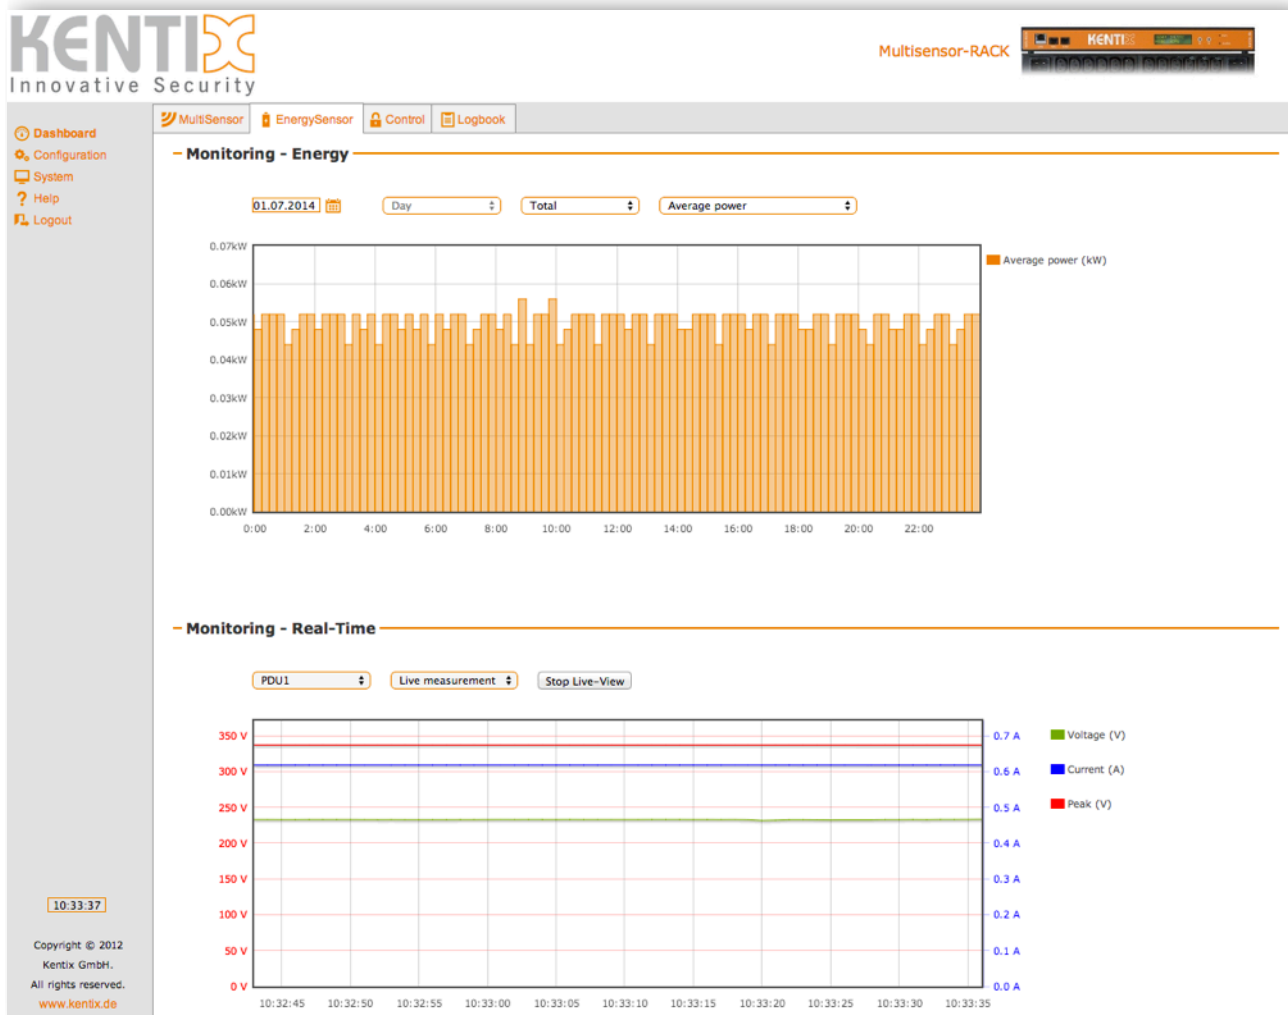 KENTIX
Innovative Security
Multisensor-RACK
KENTIX
Dashboard
Configuration
System
Help
Logout
MultiSensor
EnergySensor
Control
Logbook
Monitoring - Energy
01.07.2014
Day
Total
Average power
0.07kW
0.06kW
0.05kW
0.04kW
0.03kW
0.02kW
0.01kW
0.00kW
0:00 2:00 4:00 6:00 8:00 10:00 12:00 14:00 16:00 18:00 20:00 22:00
Average power (kW)
Monitoring - Real-Time
PDU1
Live measurement
Stop Live-View
350 V
300 V
250 V
200 V
150 V
100 V
50 V
0 V
0.7 A
0.6 A
0.5 A
0.4 A
0.3 A
0.2 A
0.1 A
0.0 A
10:32:45 10:32:50 10:32:55 10:33:00 10:33:05 10:33:10 10:33:15 10:33:20 10:33:25 10:33:30 10:33:35
Voltage (V)
Current (A)
Peak (V)
10:33:37
Copyright © 2012
Kentix GmbH.
All rights reserved.
www.kentix.de